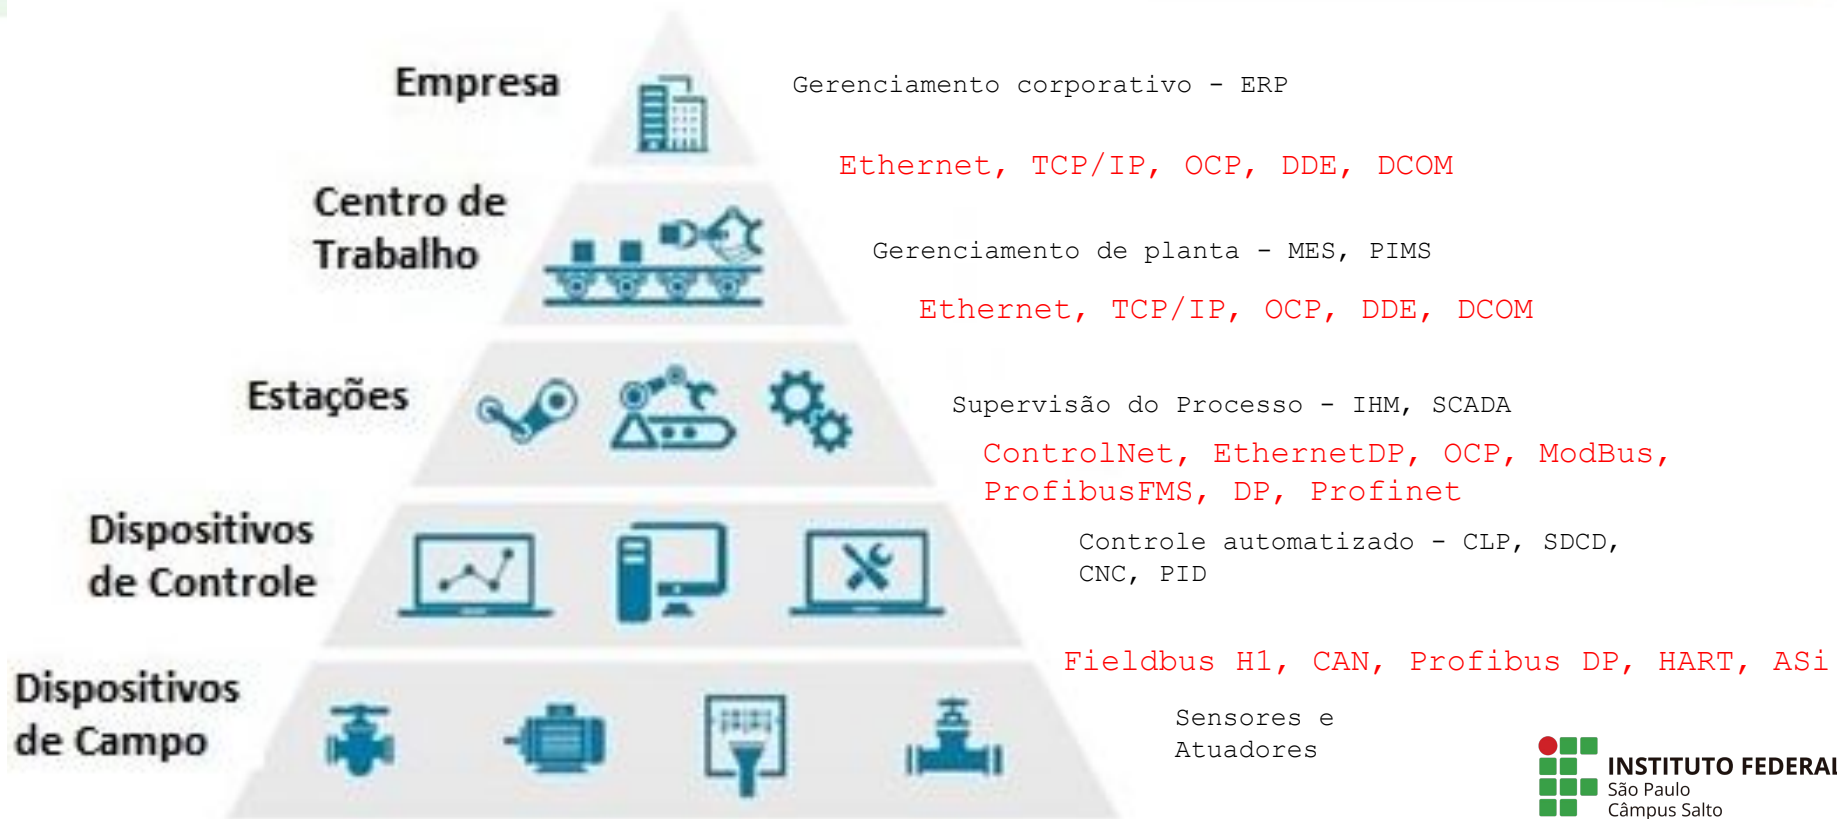 Empresa
Gerenciamento corporativo - ERP
Ethernet, TCP/IP, OCP, DDE, DCOM
Centro de
Trabalho
Gerenciamento de planta - MES, PIMS
Ethernet, TCP/IP, OCP, DDE, DCOM
Estações
Supervisão do Processo - IHM, SCADA
ControlNet, EthernetDP, OCP, ModBus,
ProfibusFMS, DP, Profinet
Dispositivos
de Controle
Controle automatizado - CLP, SDCD,
CNC, PID
Fieldbus H1, CAN, Profibus DP, HART, ASi
Dispositivos
de Campo
Sensores e
Atuadores
INSTITUTO FEDERAL
São Paulo
Câmpus Salto